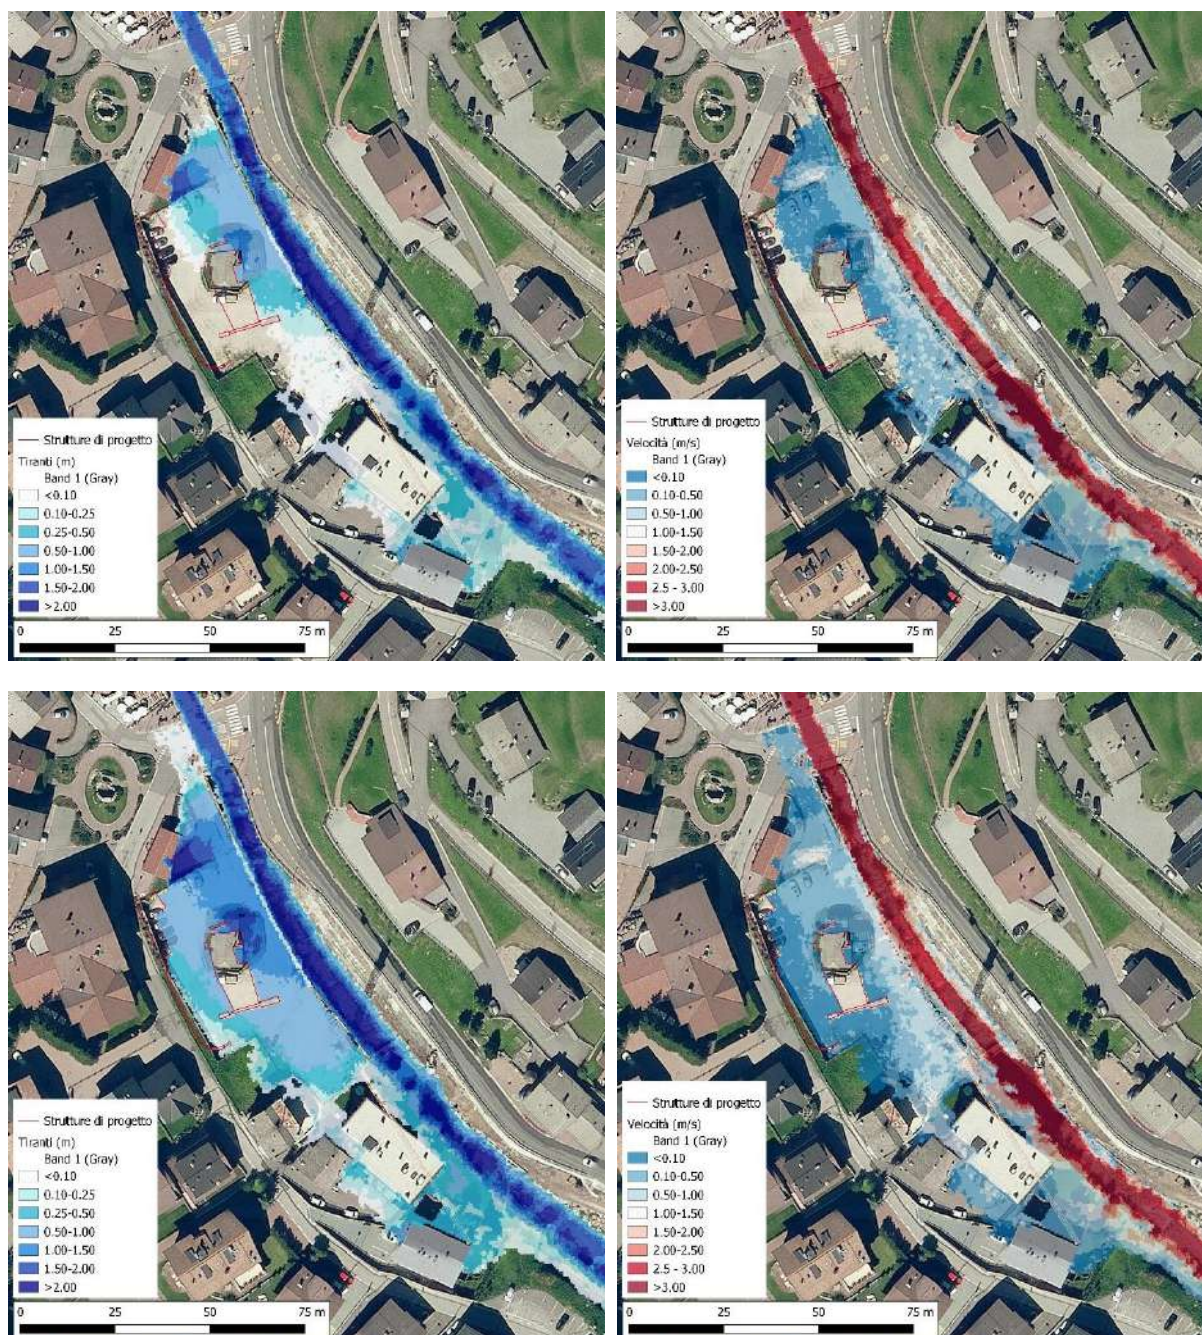 Strutture di progetto
Tiranti (m)
Band 1 (Gray)
<0.10
0.10-0.25
0.25-0.50
0.50-1.00
1.00-1.50
1.50-2.00
>2.00
0 25 50 75 m
Strutture di progetto
Velocità (m/s)
Band 1 (Gray)
<0.10
0.10-0.50
0.50-1.00
1.00-1.50
1.50-2.00
2.00-2.50
2.5 - 3.00
>3.00
0 25 50 75 m
Strutture di progetto
Tiranti (m)
Band 1 (Gray)
<0.10
0.10-0.25
0.25-0.50
0.50-1.00
1.00-1.50
1.50-2.00
>2.00
0 25 50 75 m
Strutture di progetto
Velocità (m/s)
Band 1 (Gray)
<0.10
0.10-0.50
0.50-1.00
1.00-1.50
1.50-2.00
2.00-2.50
2.5 - 3.00
>3.00
0 25 50 75 m